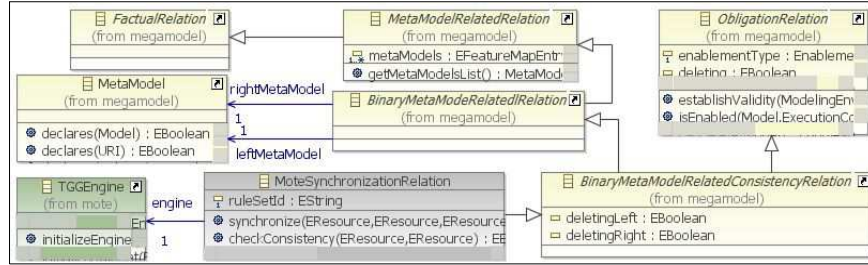 FactualRelation
(from megamodel)
MetaModelRelatedRelation
(from megamodel)
metaModels : EFeatureMapEntr
getMetaModelsList() : MetaMode
ObligationRelation
(from megamodel)
enablementType : Enableme
deleting : EBoolean
establishValidity(ModelingEnv
isEnabled(Model,ExecutionCo
MetaModel
(from megamodel)
declares(Model) : EBoolean
declares(URI) : EBoolean
rightMetaModel
1
1
leftMetaModel
BinaryMetaModeRelatedlRelation
(from megamodel)
TGGEngine
(from mote)
initializeEngine
engine
1
MoteSynchronizationRelation
ruleSetId : EString
synchronize(EResource,EResource,EResource
checkConsistency(EResource,EResource) : EE
BinaryMetaModelRelatedConsistencyRelation
(from megamodel)
deletingLeft : EBoolean
deletingRight : EBoolean